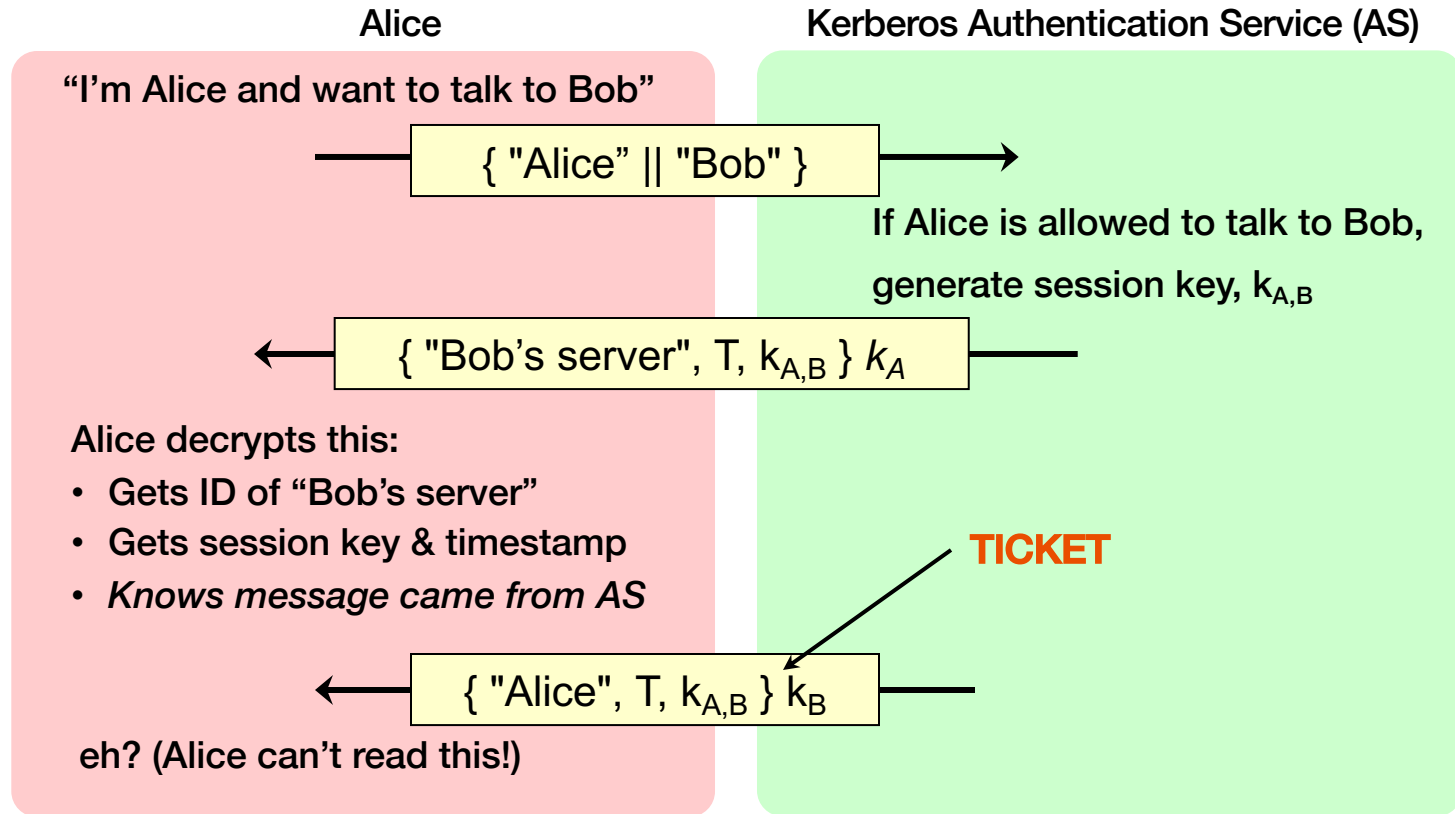 Alice
Kerberos Authentication Service (AS)
“I’m Alice and want to talk to Bob”
{ "Alice” || "Bob" }
If Alice is allowed to talk to Bob,
generate session key, kA,B
{ "Bob’s server", T, kA,B } kA
Alice decrypts this:
• Gets ID of “Bob’s server”
• Gets session key & timestamp
• Knows message came from AS
TICKET
{ "Alice", T, kA,B } kB
eh? (Alice can’t read this!)